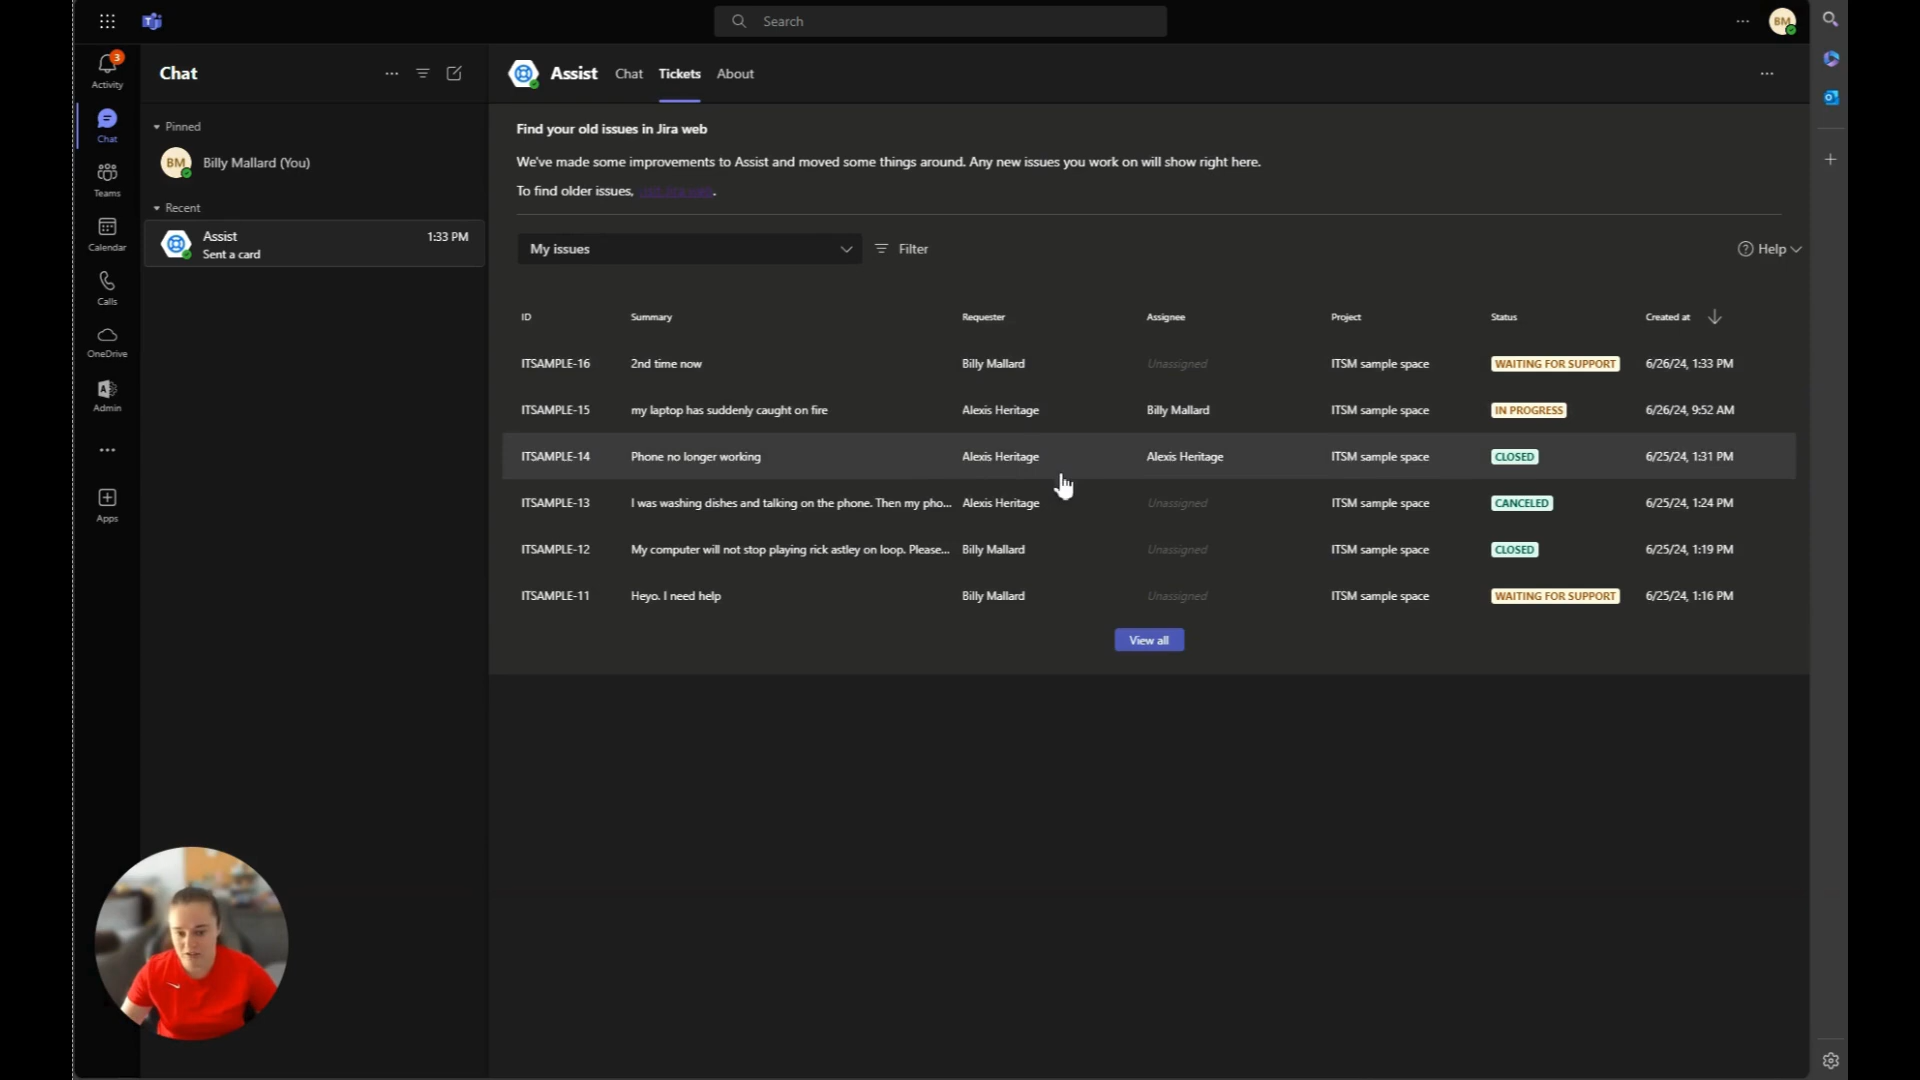 Search
BM
3
Activity
Chat
Teams
Calendar
Calls
OneDrive
Admin
Apps
Chat
Pinned
BM
Billy Mallard (You)
Recent
Assist 1:33 PM
Sent a card
Assist Chat Tickets About
Find your old issues in Jira web
We've made some improvements to Assist and moved some things around. Any new issues you work on will show right here.
To find older issues,
My issues Filter Help
ID Summary Requester Assignee Project Status Created at
ITSAMPLE-16 2nd time now Billy Mallard Unassigned ITSM sample space WAITING FOR SUPPORT 6/26/24, 1:33 PM
ITSAMPLE-15 my laptop has suddenly caught on fire Alexis Heritage Billy Mallard ITSM sample space IN PROGRESS 6/26/24, 9:52 AM
ITSAMPLE-14 Phone no longer working Alexis Heritage Alexis Heritage ITSM sample space CLOSED 6/25/24, 1:31 PM
ITSAMPLE-13 I was washing dishes and talking on the phone. Then my pho... Alexis Heritage Unassigned ITSM sample space CANCELED 6/25/24, 1:24 PM
ITSAMPLE-12 My computer will not stop playing rick astley on loop. Please... Billy Mallard Unassigned ITSM sample space CLOSED 6/25/24, 1:19 PM
ITSAMPLE-11 Heyo. I need help Billy Mallard Unassigned ITSM sample space WAITING FOR SUPPORT 6/25/24, 1:16 PM
View all